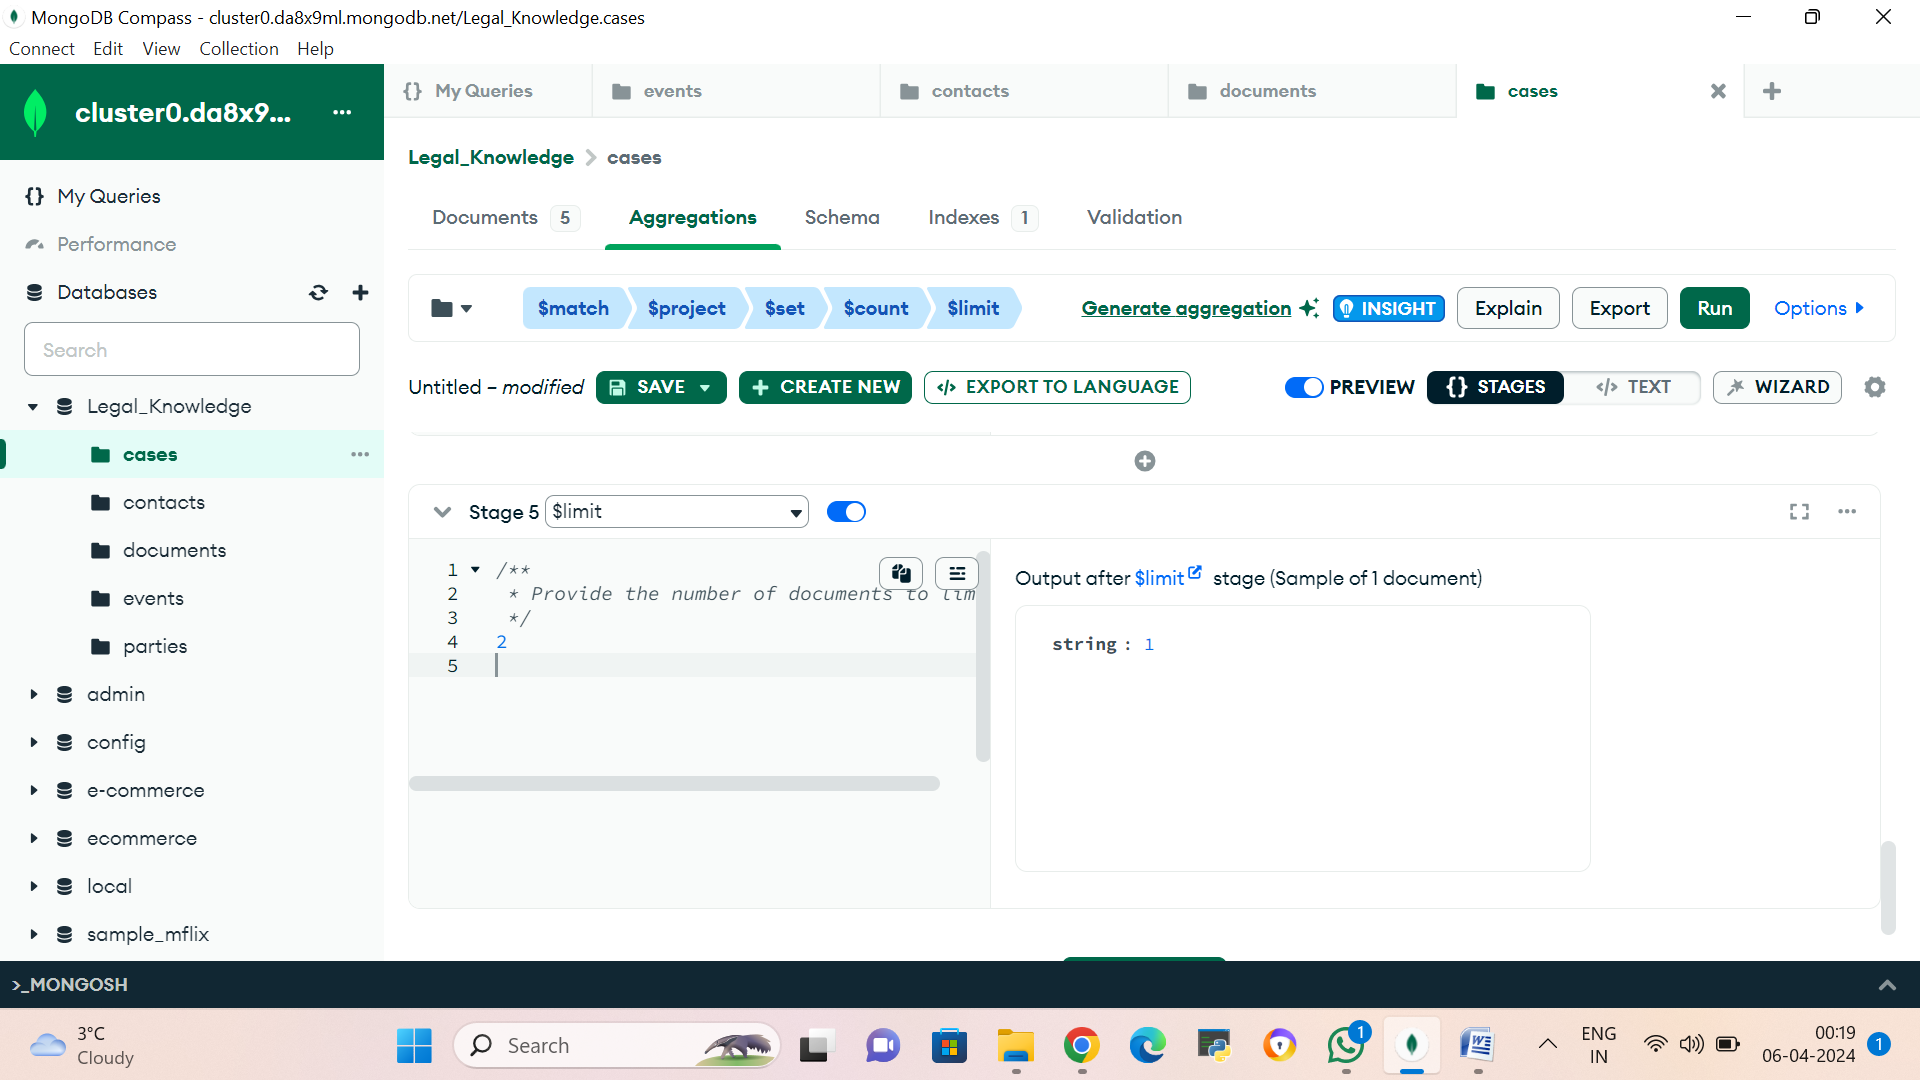 MongoDB Compass - cluster0.da8x9ml.mongodb.net/Legal_Knowledge.cases
Connect Edit View Collection Help
cluster0.da8x9...
{} My Queries
events
contacts
documents
cases
Legal_Knowledge > cases
{} My Queries
Performance
Databases
Search
Legal_Knowledge
cases
contacts
documents
events
parties
admin
config
e-commerce
ecommerce
local
sample_mflix
Documents 5
Aggregations
Schema
Indexes 1
Validation
$match $project $set $count $limit
Generate aggregation
INSIGHT
Explain
Export
Run
Options
Untitled – modified
SAVE
CREATE NEW
</> EXPORT TO LANGUAGE
PREVIEW
{} STAGES
</> TEXT
WIZARD
Stage 5 $limit
1 /**
2 * Provide the number of documents to lim
3 */
4 2
5
Output after $limit stage (Sample of 1 document)
string : 1
>_MONGOSH
3°C
Cloudy
Search
1
ENG
IN
00:19
06-04-2024
1